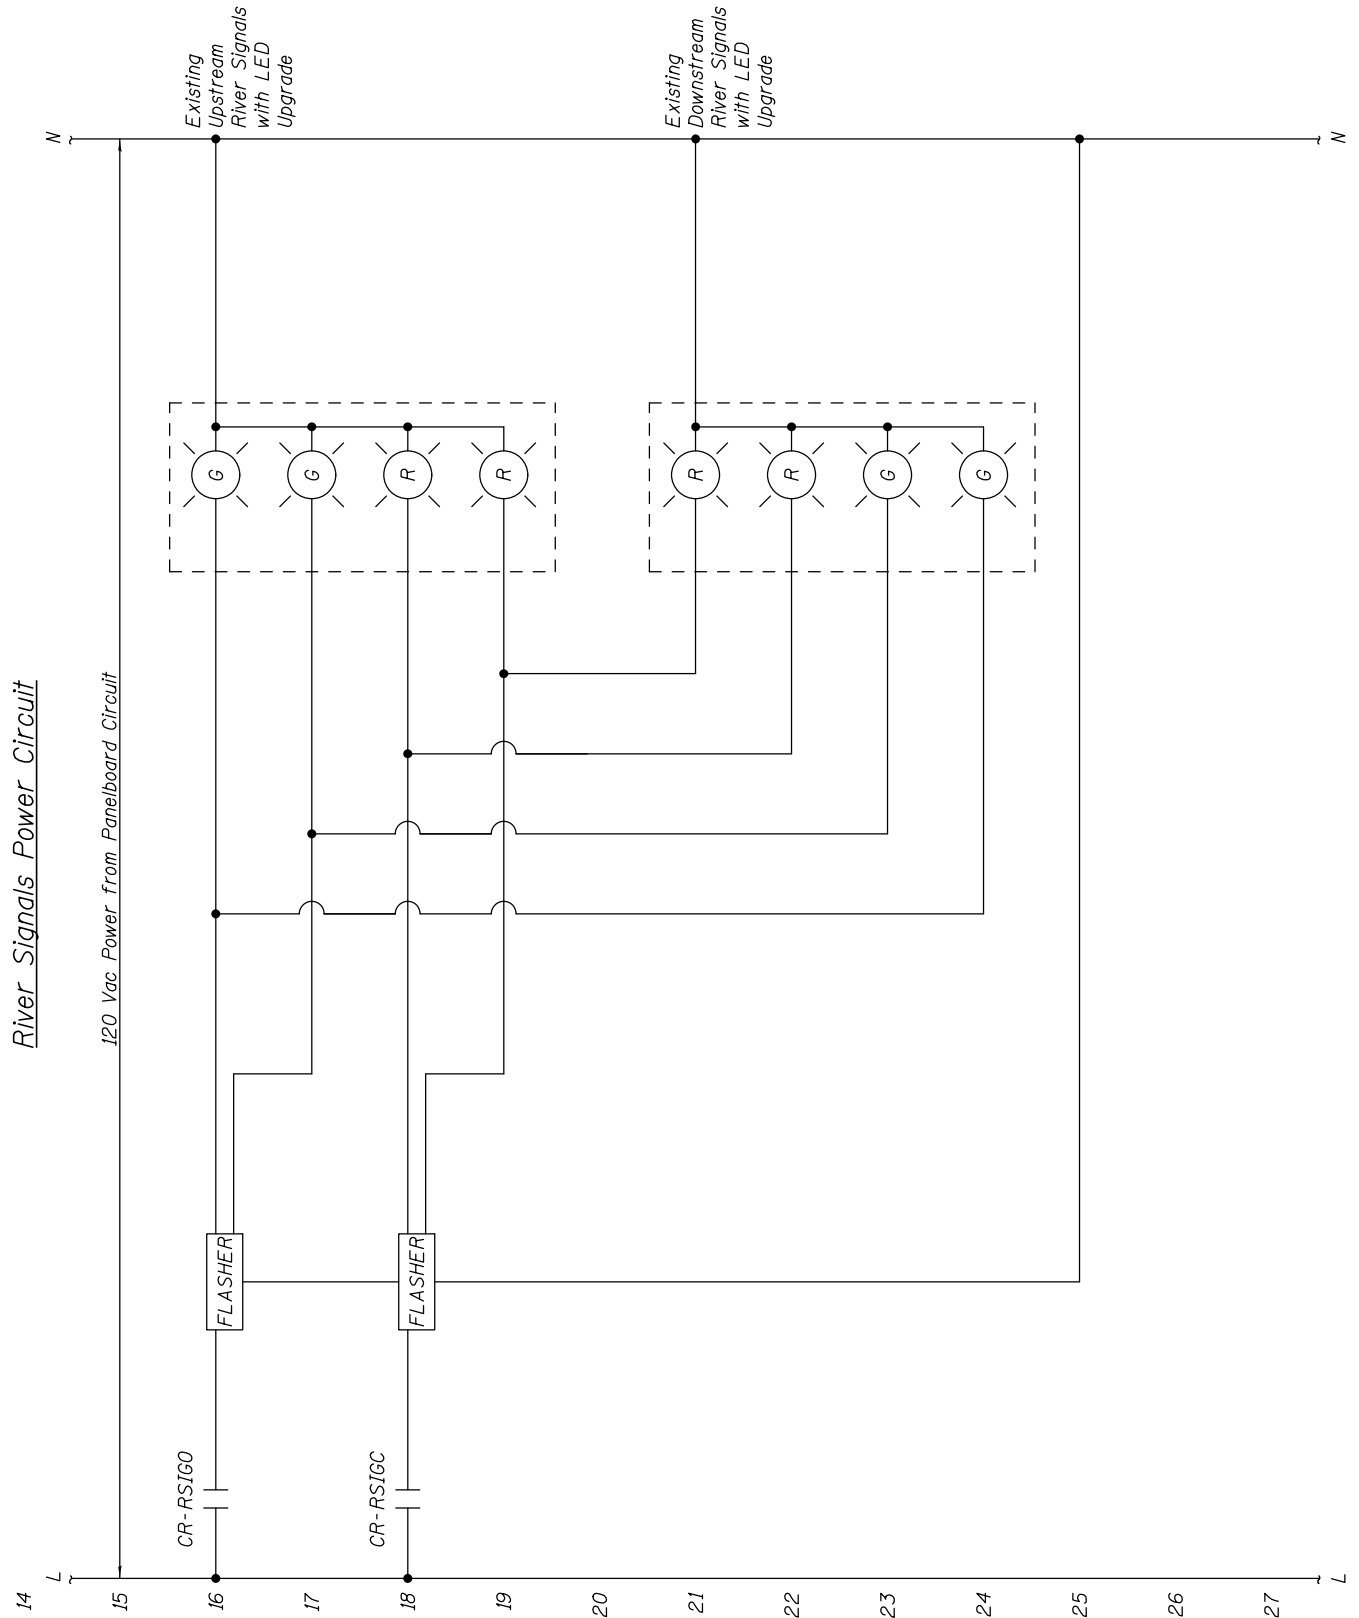 River Signals Power Circuit
14
L
N
15
120 Vac Power from Panelboard Circuit
Existing
Upstream
River Signals
with LED
Upgrade
CR-RSIGO
16
FLASHER
G
17
G
CR-RSIGC
18
FLASHER
R
19
R
20
Existing
Downstream
River Signals
with LED
Upgrade
21
R
22
R
23
G
24
G
25
26
27
L
N